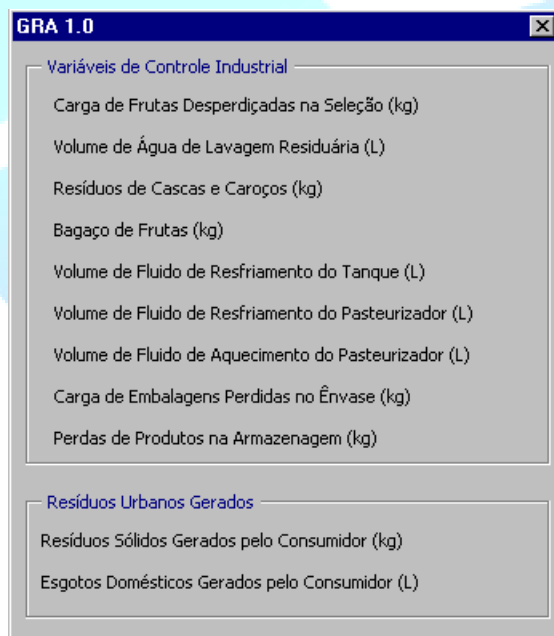 GRA 1.0
Variáveis de Controle Industrial
Carga de Frutas Desperdiçadas na Seleção (kg)
Volume de Água de Lavagem Residuária (L)
Resíduos de Cascas e Caroços (kg)
Bagaço de Frutas (kg)
Volume de Fluido de Resfriamento do Tanque (L)
Volume de Fluido de Resfriamento do Pasteurizador (L)
Volume de Fluido de Aquecimento do Pasteurizador (L)
Carga de Embalagens Perdidas no Ênvase (kg)
Perdas de Produtos na Armazenagem (kg)
Resíduos Urbanos Gerados
Resíduos Sólidos Gerados pelo Consumidor (kg)
Esgotos Domésticos Gerados pelo Consumidor (L)